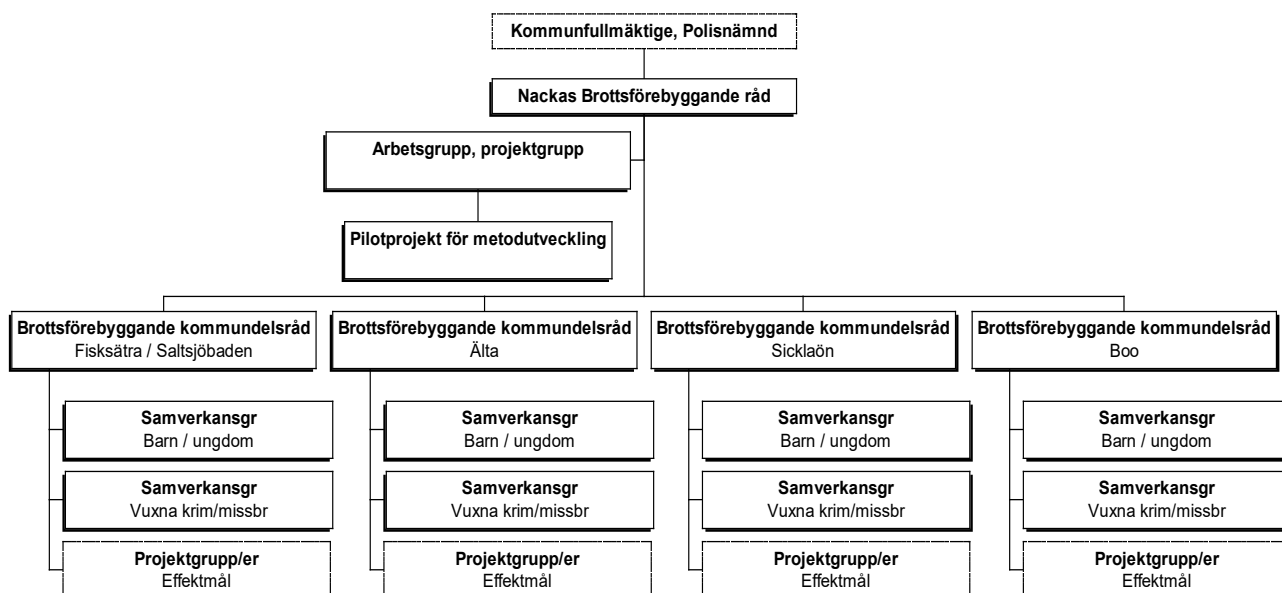 Kommunfullmäktige, Polisnämnd
Nackas Brottsförebyggande råd
Arbetsgrupp, projektgrupp
Pilotprojekt för metodutveckling
Brottsförebyggande kommundelsråd
Fisksätra / Saltsjöbaden
Samverkansgr
Barn / ungdom
Samverkansgr
Vuxna krim/missbr
Projektgrupp/er
Effektmål
Brottsförebyggande kommundelsråd
Älta
Samverkansgr
Barn / ungdom
Samverkansgr
Vuxna krim/missbr
Projektgrupp/er
Effektmål
Brottsförebyggande kommundelsråd
Sicklaön
Samverkansgr
Barn / ungdom
Samverkansgr
Vuxna krim/missbr
Projektgrupp/er
Effektmål
Brottsförebyggande kommundelsråd
Boo
Samverkansgr
Barn / ungdom
Samverkansgr
Vuxna krim/missbr
Projektgrupp/er
Effektmål